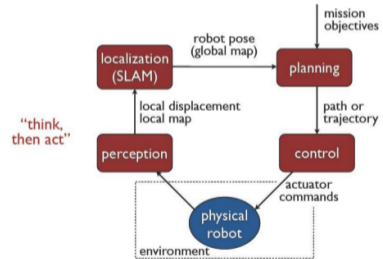 mission
objectives
robot pose
(global map)
localization
(SLAM)
planning
local displacement
local map
path or
trajectory
"think,
then act"
perception
control
actuator
commands
physical
robot
environment